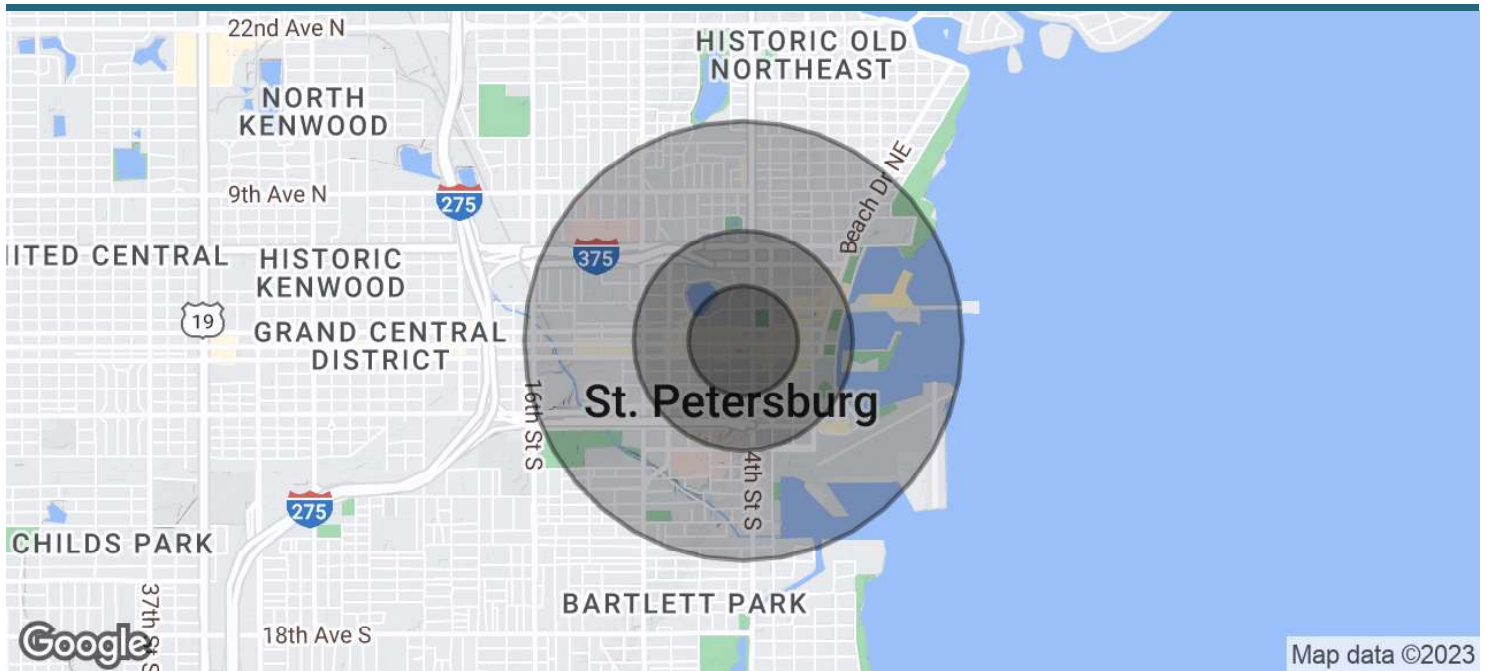 22nd Ave N
HISTORIC OLD
NORTHEAST
NORTH
KENWOOD
9th Ave N
275
Beach Dr NE
ITED CENTRAL
HISTORIC
KENWOOD
375
19
GRAND CENTRAL
DISTRICT
16th St S
St. Petersburg
4th St S
275
CHILDS PARK
37th St S
BARTLETT PARK
18th Ave S
Google
Map data ©2023